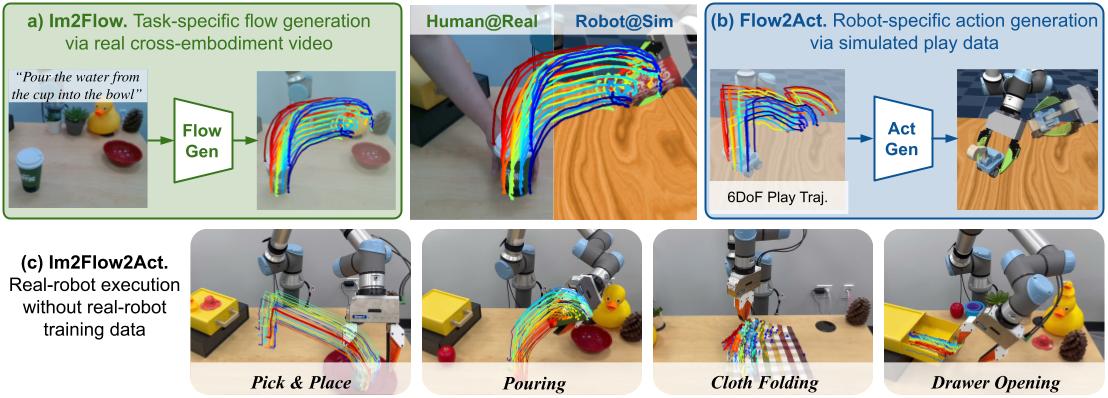 a) Im2Flow. Task-specific flow generation
via real cross-embodiment video
"Pour the water from
the cup into the bowl"
Flow
Gen
Human@Real
Robot@Sim
(b) Flow2Act. Robot-specific action generation
via simulated play data
6DoF Play Traj.
Act
Gen
(c) Im2Flow2Act.
Real-robot execution
without real-robot
training data
Pick & Place
Pouring
Cloth Folding
Drawer Opening